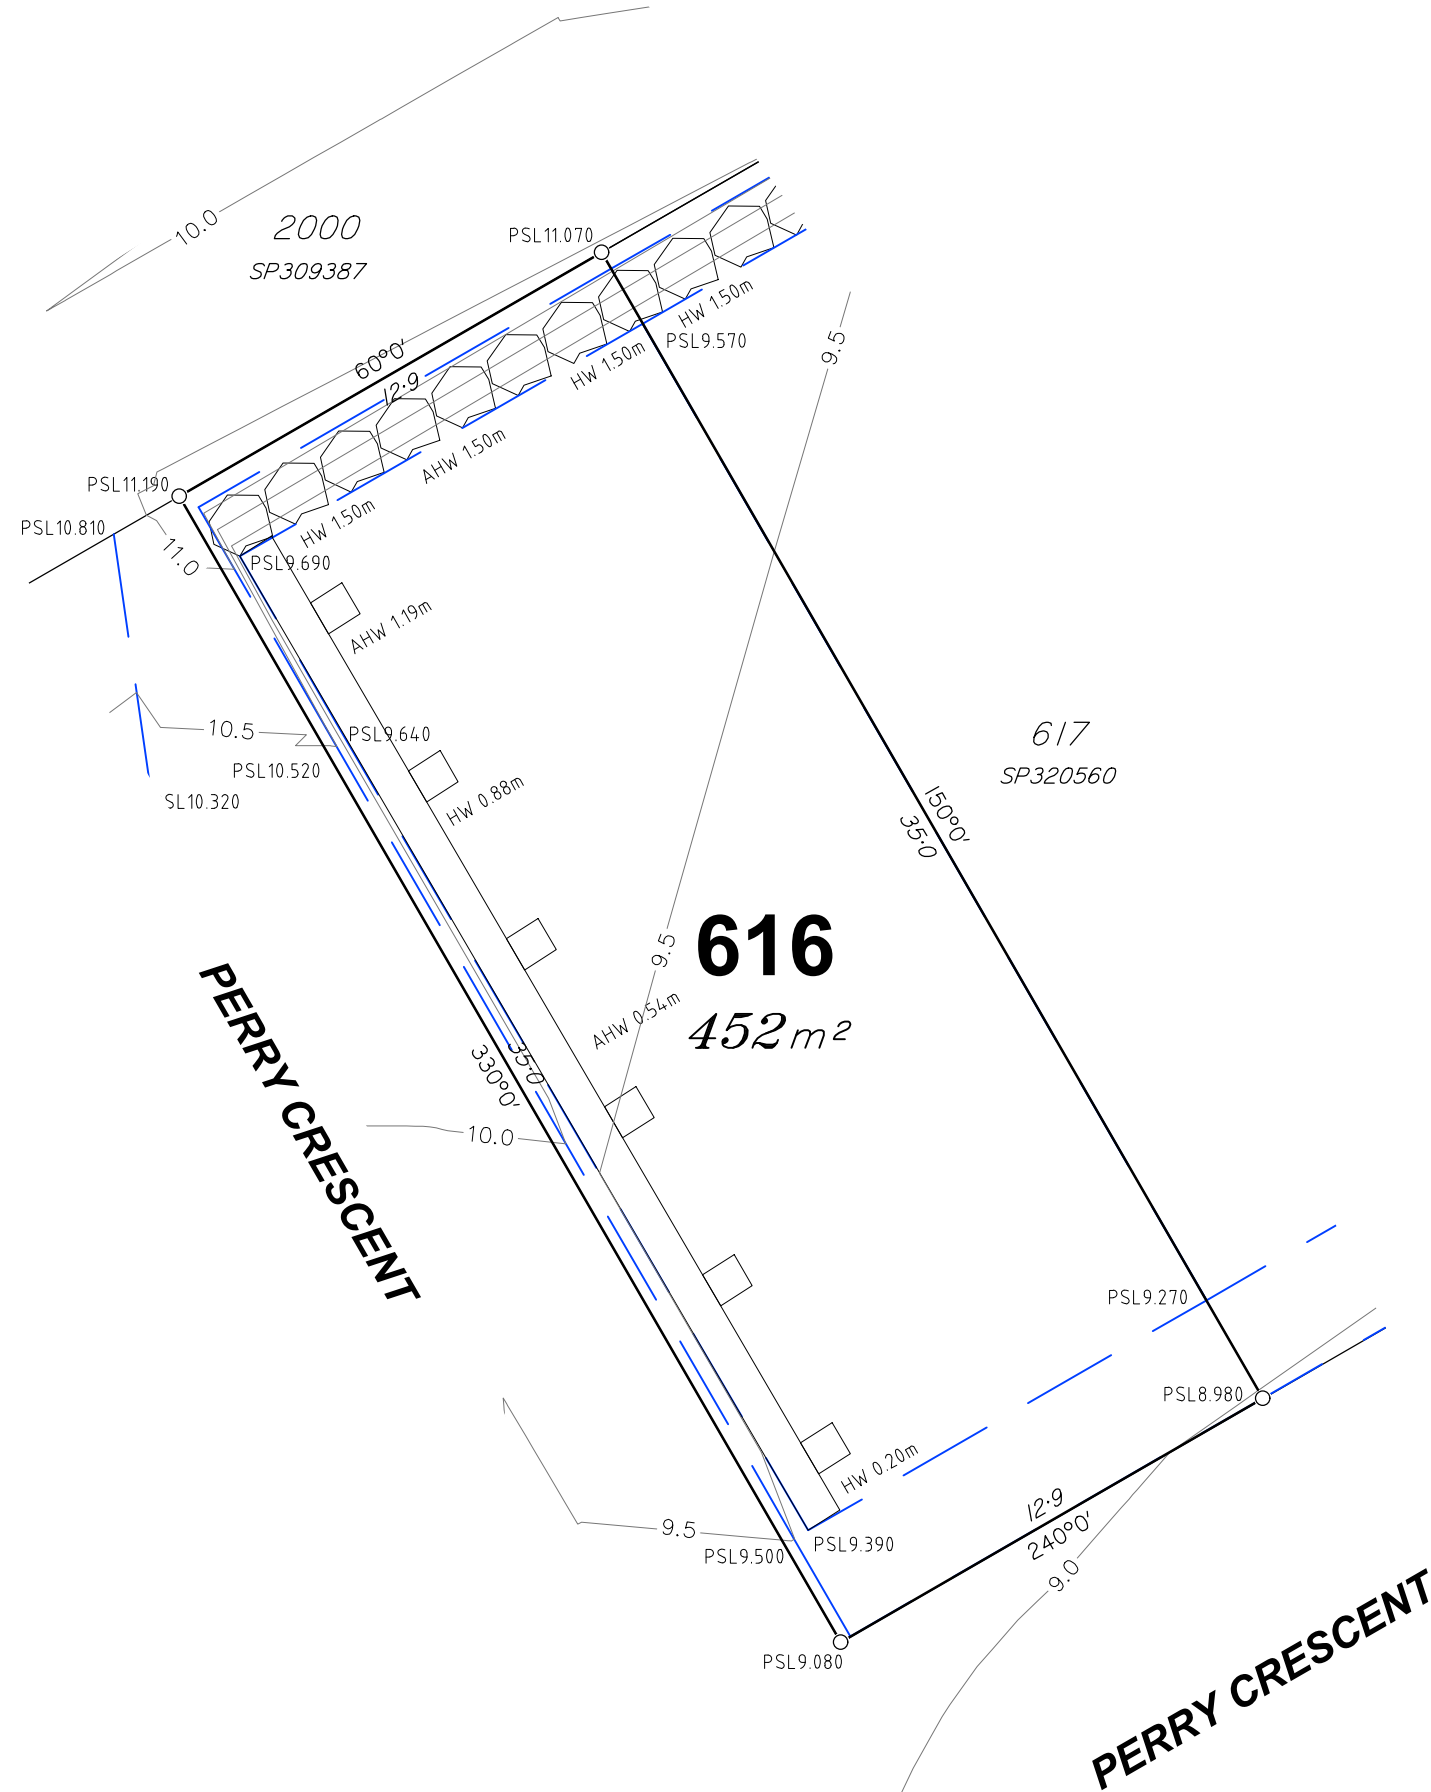 10.0
2000
SP309387
PSL11.070
HW 1.50m
PSL9.570
9.5
60°0'
12·9
HW 1.50m
AHW 1.50m
PSL11.190
HW 1.50m
PSL10.810
11.0
PSL9.690
AHW 1.19m
10.5
PSL9.640
PSL10.520
SL10.320
HW 0.88m
617
SP320560
150°0'
35·0
616
452m²
9.5
AHW 0.54m
PERRY CRESCENT
35·0
330°0'
10.0
PSL9.270
PSL8.980
HW 0.20m
12·9
240°0'
9.0
9.5
PSL9.500
PSL9.390
PSL9.080
PERRY CRESCENT